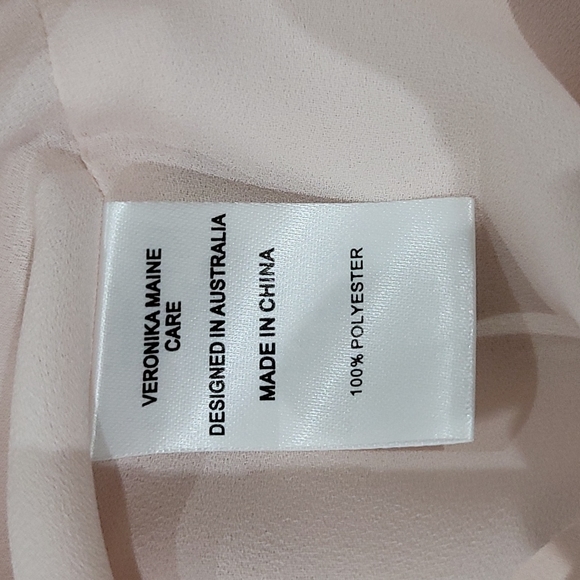 VERONIKA MAINE
CARE
DESIGNED IN AUSTRALIA
MADE IN CHINA
100% POLYESTER